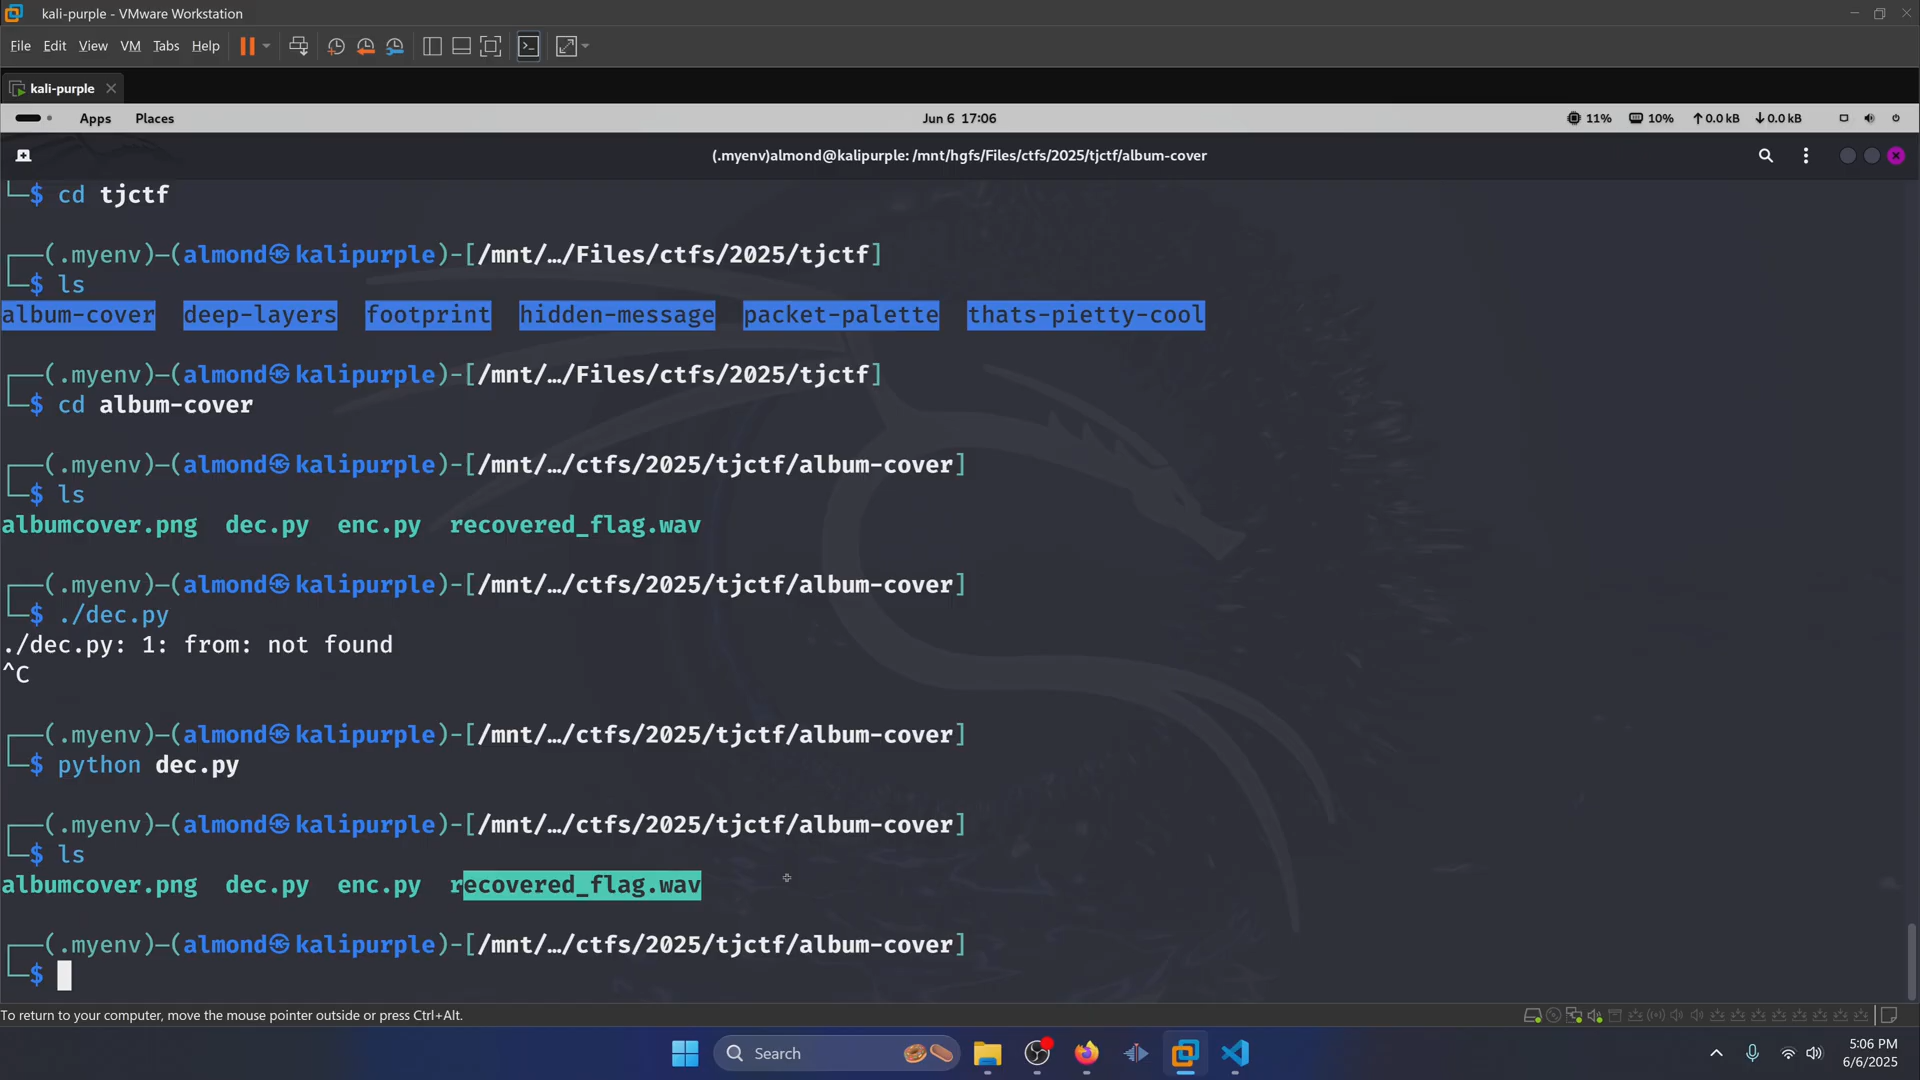 kali-purple - VMware Workstation
File Edit View VM Tabs Help
kali-purple
Apps Places Jun 6 17:06 11% 10% ↑0.0 kB ↓0.0 kB
(.myenv)almond@kalipurple: /mnt/hgfs/Files/ctfs/2025/tjctf/album-cover
└─$ cd tjctf
┌──(.myenv)─(almond㉿kalipurple)-[/mnt/…/Files/ctfs/2025/tjctf]
└─$ ls
album-cover deep-layers footprint hidden-message packet-palette thats-pietty-cool
┌──(.myenv)─(almond㉿kalipurple)-[/mnt/…/Files/ctfs/2025/tjctf]
└─$ cd album-cover
┌──(.myenv)─(almond㉿kalipurple)-[/mnt/…/ctfs/2025/tjctf/album-cover]
└─$ ls
albumcover.png dec.py enc.py recovered_flag.wav
┌──(.myenv)─(almond㉿kalipurple)-[/mnt/…/ctfs/2025/tjctf/album-cover]
└─$ ./dec.py
./dec.py: 1: from: not found
^C
┌──(.myenv)─(almond㉿kalipurple)-[/mnt/…/ctfs/2025/tjctf/album-cover]
└─$ python dec.py
┌──(.myenv)─(almond㉿kalipurple)-[/mnt/…/ctfs/2025/tjctf/album-cover]
└─$ ls
albumcover.png dec.py enc.py recovered_flag.wav
┌──(.myenv)─(almond㉿kalipurple)-[/mnt/…/ctfs/2025/tjctf/album-cover]
└─$
To return to your computer, move the mouse pointer outside or press Ctrl+Alt.
Search
5:06 PM
6/6/2025